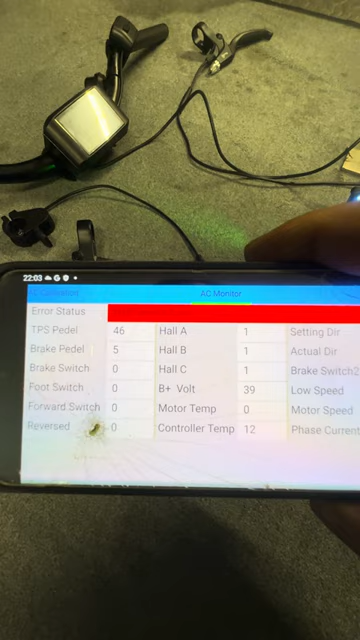 22:03
AC Monitor
Error Status
TPS Pedel 46 Hall A 1 Setting Dir
Brake Pedel 5 Hall B 1 Actual Dir
Brake Switch 0 Hall C 1 Brake Switch2
Foot Switch 0 B+ Volt 39 Low Speed
Forward Switch 0 Motor Temp 0 Motor Speed
Reversed 0 Controller Temp 12 Phase Current